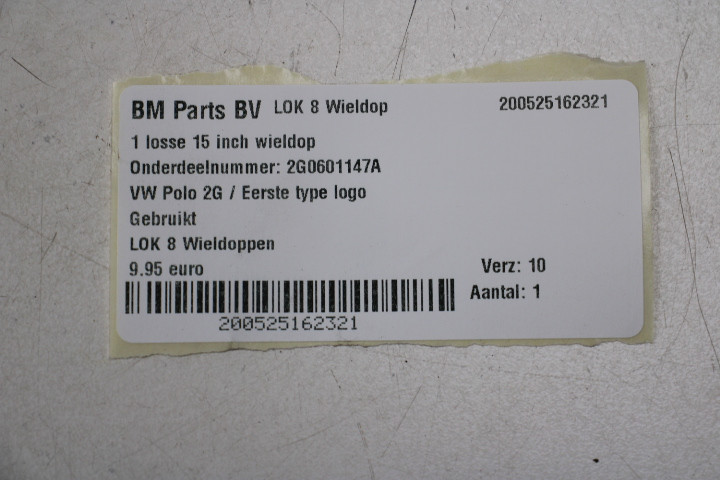 BM Parts BV LOK 8 Wieldop 200525162321
1 losse 15 inch wieldop
Onderdeelnummer: 2G0601147A
VW Polo 2G / Eerste type logo
Gebruikt
LOK 8 Wieldoppen
9.95 euro Verz: 10
Aantal: 1
200525162321